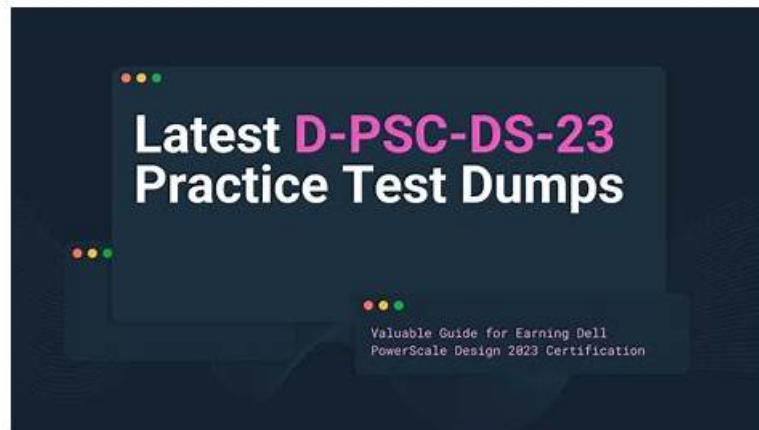 Latest D-PSC-DS-23
Practice Test Dumps
Valuable Guide for Earning Dell
PowerScale Design 2023 Certification